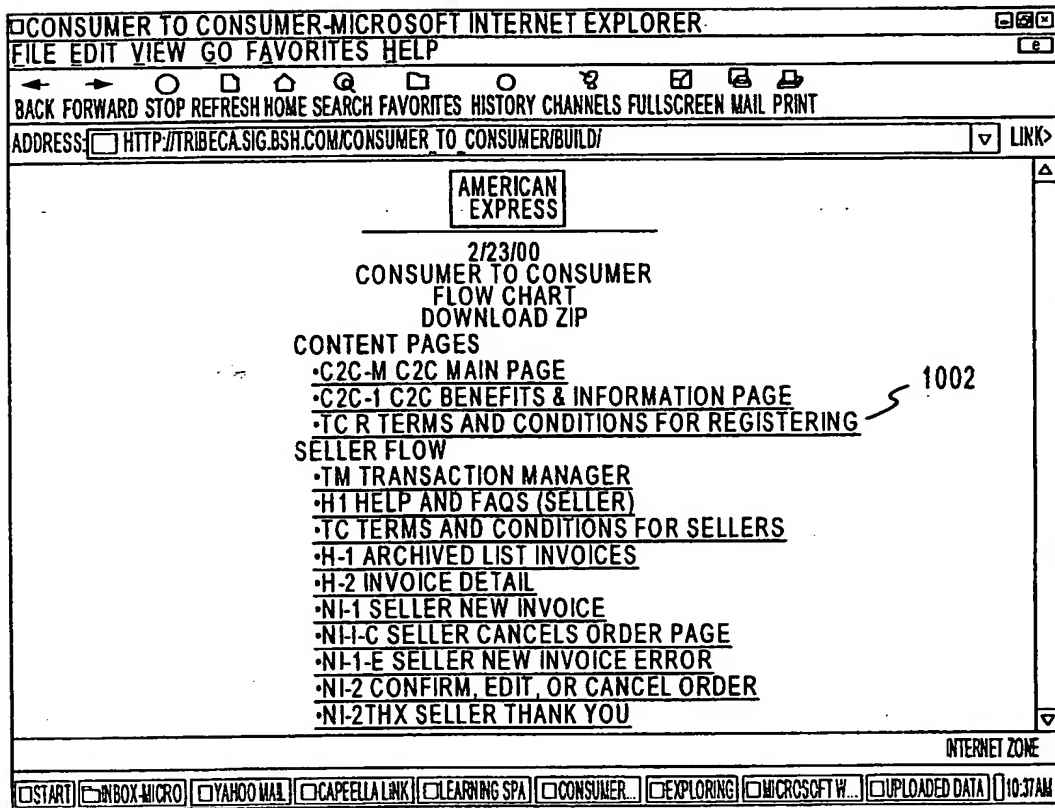 CONSUMER TO CONSUMER-MICROSOFT INTERNET EXPLORER
FILE EDIT VIEW GO FAVORITES HELP
e
BACK FORWARD STOP REFRESH HOME SEARCH FAVORITES HISTORY CHANNELS FULLSCREEN MAIL PRINT
ADDRESS: HTTP://TRIBECA.SIG.BSH.COM/CONSUMER_TO_CONSUMER/BUILD/ LINK>
AMERICAN
EXPRESS
2/23/00
CONSUMER TO CONSUMER
FLOW CHART
DOWNLOAD ZIP
CONTENT PAGES
•C2C-M C2C MAIN PAGE
•C2C-1 C2C BENEFITS & INFORMATION PAGE
•TC R TERMS AND CONDITIONS FOR REGISTERING
1002
SELLER FLOW
•TM TRANSACTION MANAGER
•H1 HELP AND FAQS (SELLER)
•TC TERMS AND CONDITIONS FOR SELLERS
•H-1 ARCHIVED LIST INVOICES
•H-2 INVOICE DETAIL
•NI-1 SELLER NEW INVOICE
•NI-I-C SELLER CANCELS ORDER PAGE
•NI-1-E SELLER NEW INVOICE ERROR
•NI-2 CONFIRM, EDIT, OR CANCEL ORDER
•NI-2THX SELLER THANK YOU
INTERNET ZONE
START INBOX-MICRO YAHOO MAIL CAPEELLA LINK LEARNING SPA CONSUMER... EXPLORING MICROSCFT W... UPLOADED DATA 10:37AM